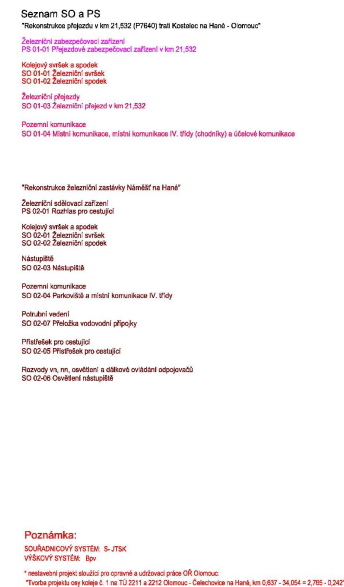 Seznam SO a PS
"Rekonstrukce přejezdu v km 21,532 (P7640) trati Kostelec na Hané - Olomouc"
Železniční zabezpečovací zařízení
PS 01-01 Přejezdové zabezpečovací zařízení v km 21,532
Kolejový svršek a spodek
SO 01-01 Železniční svršek
SO 01-02 Železniční spodek
Železniční přejezdy
SO 01-03 Železniční přejezd v km 21,532
Pozemní komunikace
SO 01-04 Místní komunikace, místní komunikace IV. třídy (chodníky) a účelové komunikace
"Rekonstrukce železniční zastávky Náměšť na Hané"
Železniční sdělovací zařízení
PS 02-01 Rozhlas pro cestující
Kolejový svršek a spodek
SO 02-01 Železniční svršek
SO 02-02 Železniční spodek
Nástupiště
SO 02-03 Nástupiště
Pozemní komunikace
SO 02-04 Parkoviště a místní komunikace IV. třídy
Potrubní vedení
SO 02-07 Přeložka vodovodní přípojky
Přístřešek pro cestující
SO 02-05 Přístřešek pro cestující
Rozvody vn, nn, osvětlení a dálkové ovládání odpojovačů
SO 02-06 Osvětlení nástupiště
Poznámka:
SOUŘADNICOVÝ SYSTÉM: S-JTSK
VÝŠKOVÝ SYSTÉM: Bpv
* nestavební projekt sloužící pro opravné a udržovací práce OŘ Olomouc:
"Tvorba projektu osy koleje č. 1 na TÚ 2211 a 2212 Olomouc - Čelechovice na Hané, km 0,637 - 34,054 = 2,765 - 0,242"